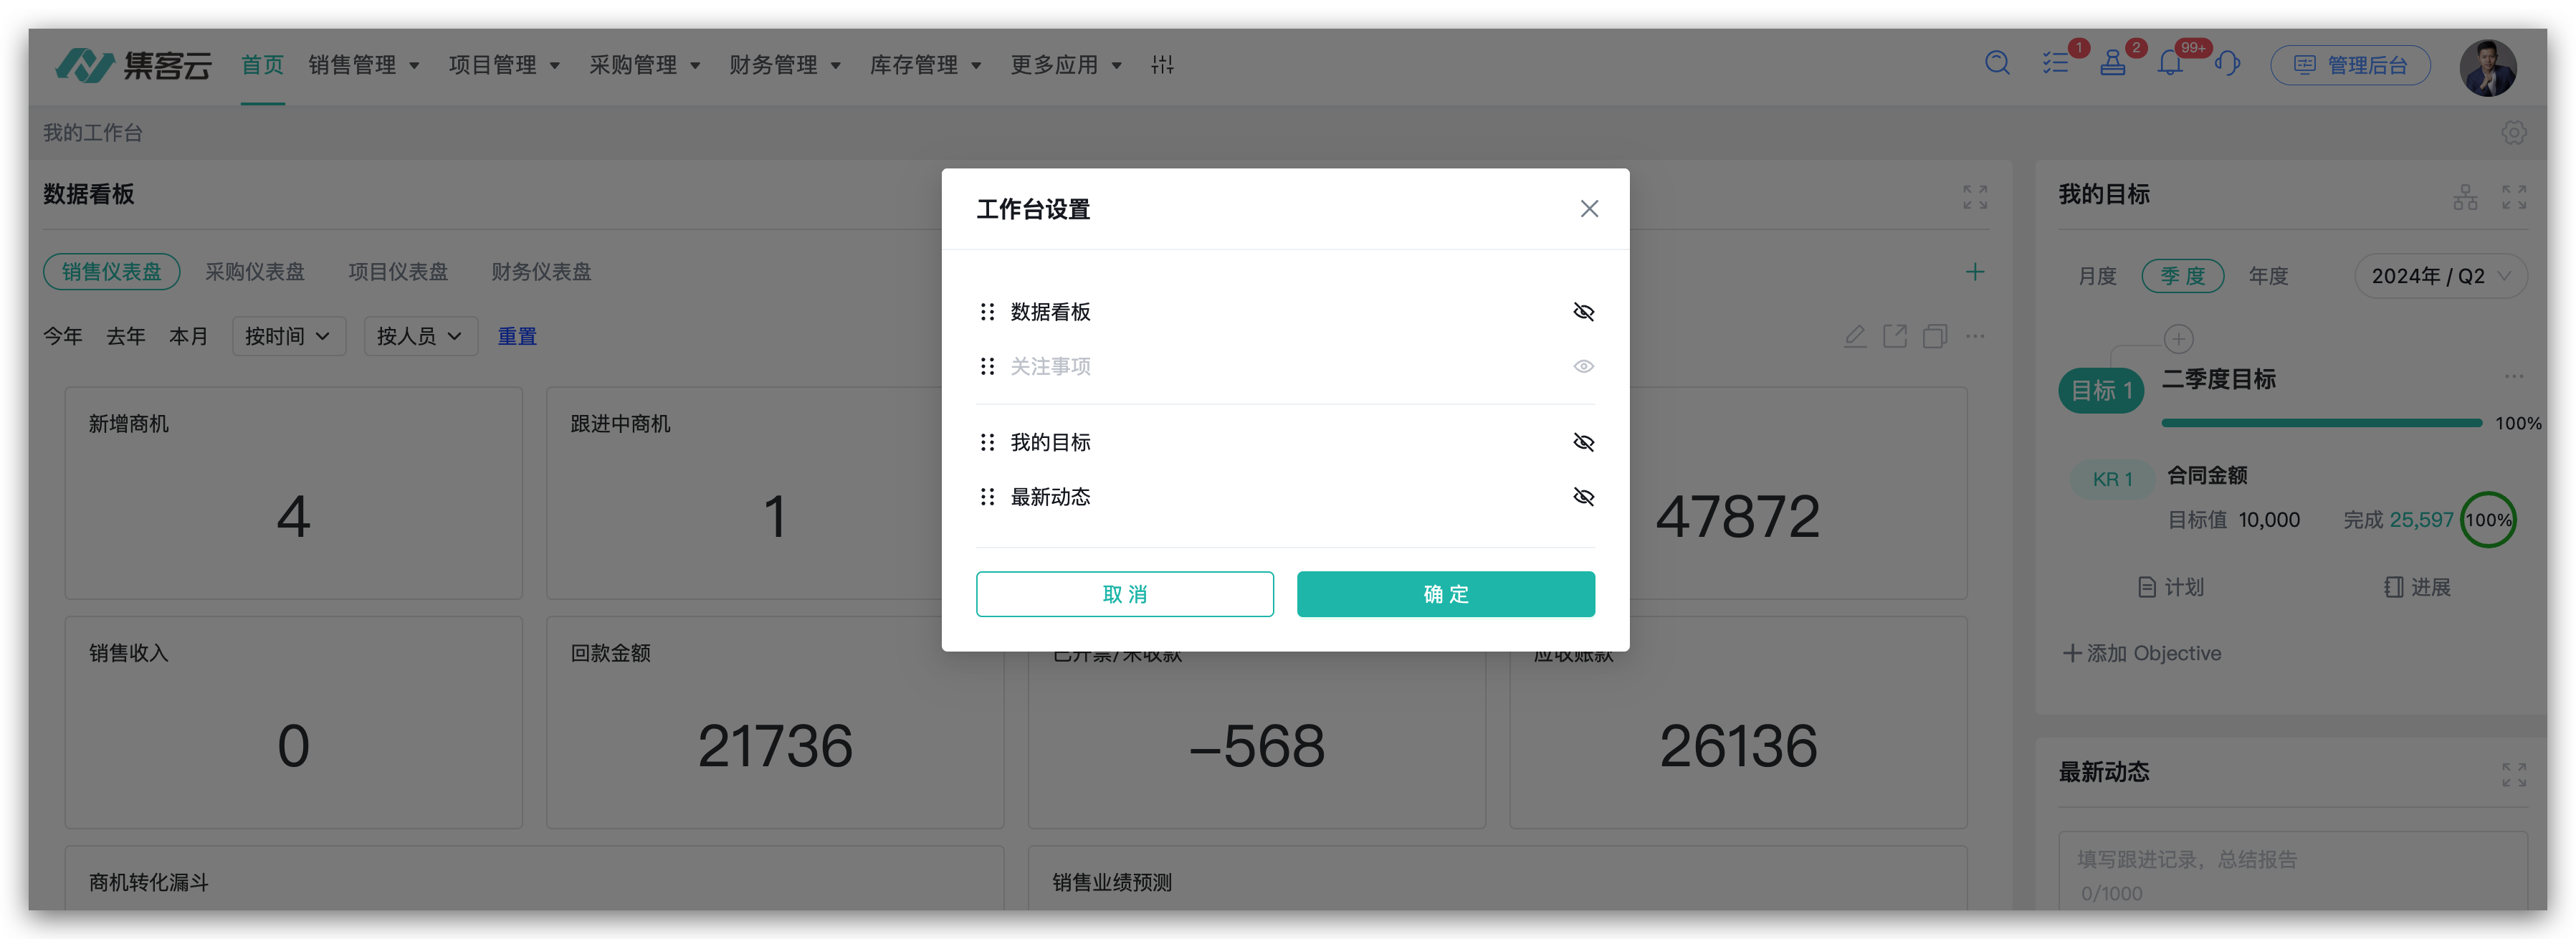 集客云 首页 销售管理 项目管理 采购管理 财务管理 库存管理 更多应用 1 2 99+ 管理后台
我的工作台
数据看板
销售仪表盘 采购仪表盘 项目仪表盘 财务仪表盘
今年 去年 本月 按时间 按人员 重置
新增商机
4
跟进中商机
1
47872
销售收入
0
回款金额
21736
已开票/未收款
-568
应收账款
26136
商机转化漏斗
销售业绩预测
工作台设置
数据看板
关注事项
我的目标
最新动态
取消 确定
我的目标
月度 季度 年度 2024年 / Q2
目标 1 二季度目标
100%
KR 1 合同金额
目标值 10,000 完成 25,597 100%
计划 进展
添加 Objective
最新动态
填写跟进记录，总结报告
0/1000